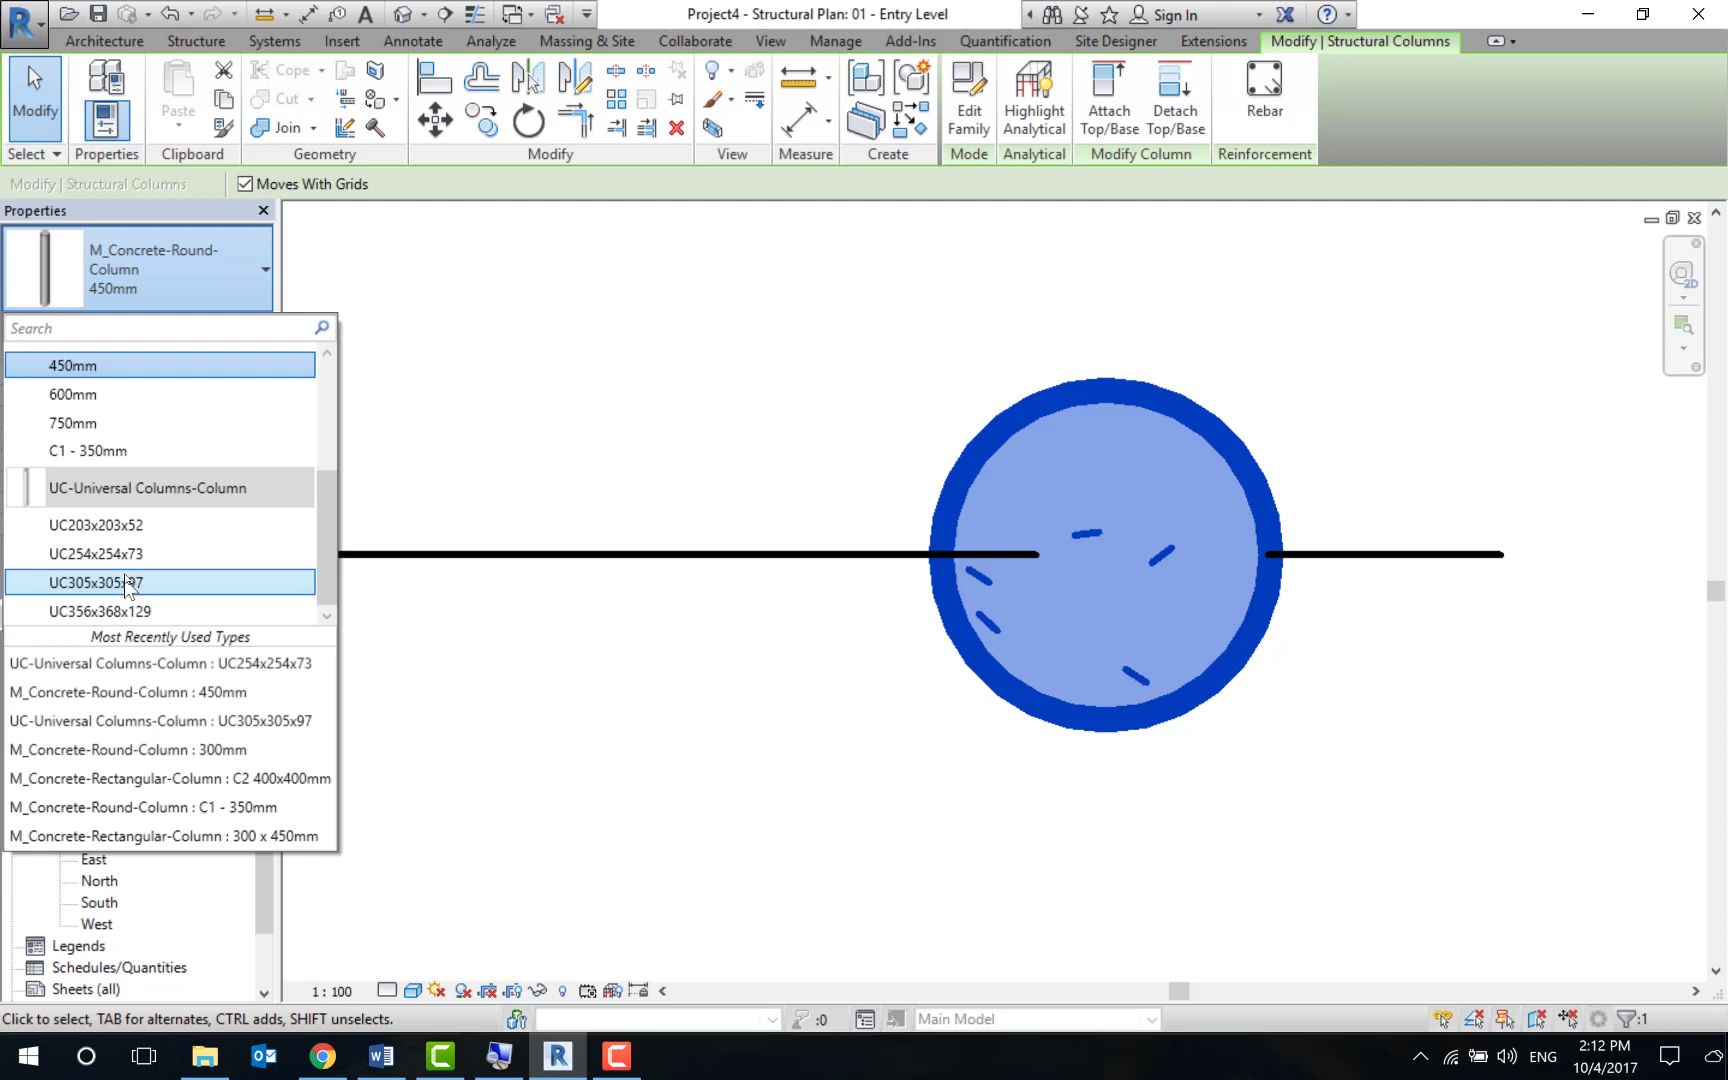 Project4 - Structural Plan: 01 - Entry Level
Sign In
Architecture Structure Systems Insert Annotate Analyze Massing & Site Collaborate View Manage Add-Ins Quantification Site Designer Extensions Modify | Structural Columns
Modify
Paste
Cope
Cut
Join
Edit Family
Highlight Analytical
Attach Top/Base
Detach Top/Base
Rebar
Select Properties Clipboard Geometry Modify View Measure Create Mode Analytical Modify Column Reinforcement
Modify | Structural Columns
Moves With Grids
Properties
M_Concrete-Round-
Column
450mm
Search
450mm
600mm
750mm
C1 - 350mm
UC-Universal Columns-Column
UC203x203x52
UC254x254x73
UC305x305x97
UC356x368x129
Most Recently Used Types
UC-Universal Columns-Column : UC254x254x73
M_Concrete-Round-Column : 450mm
UC-Universal Columns-Column : UC305x305x97
M_Concrete-Round-Column : 300mm
M_Concrete-Rectangular-Column : C2 400x400mm
M_Concrete-Round-Column : C1 - 350mm
M_Concrete-Rectangular-Column : 300 x 450mm
East
North
South
West
Legends
Schedules/Quantities
Sheets (all)
2D
1 : 100
Click to select, TAB for alternates, CTRL adds, SHIFT unselects.
:0
Main Model
:1
ENG
2:12 PM
10/4/2017